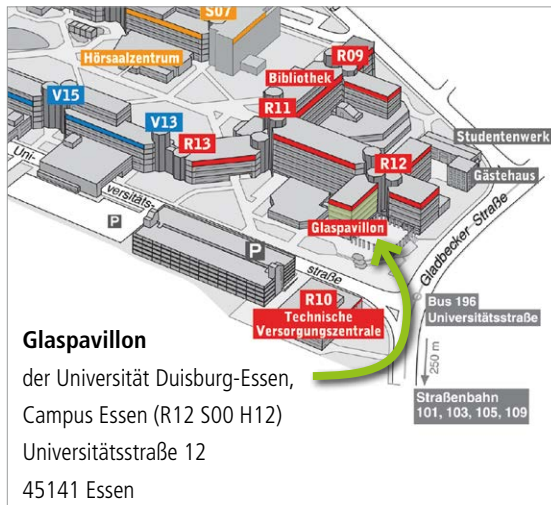 S07
Hörsaalzentrum
R09
Bibliothek
V15
R11
V13
R13
Studentenwerk
R12
Gästehaus
Uni-
versitäts-
straße
Glaspavillon
Gladbecker Straße
P
P
R10
Technische
Versorgungszentrale
Bus 196
Universitätsstraße
250 m
Straßenbahn
101, 103, 105, 109
Glaspavillon
der Universität Duisburg-Essen,
Campus Essen (R12 S00 H12)
Universitätsstraße 12
45141 Essen